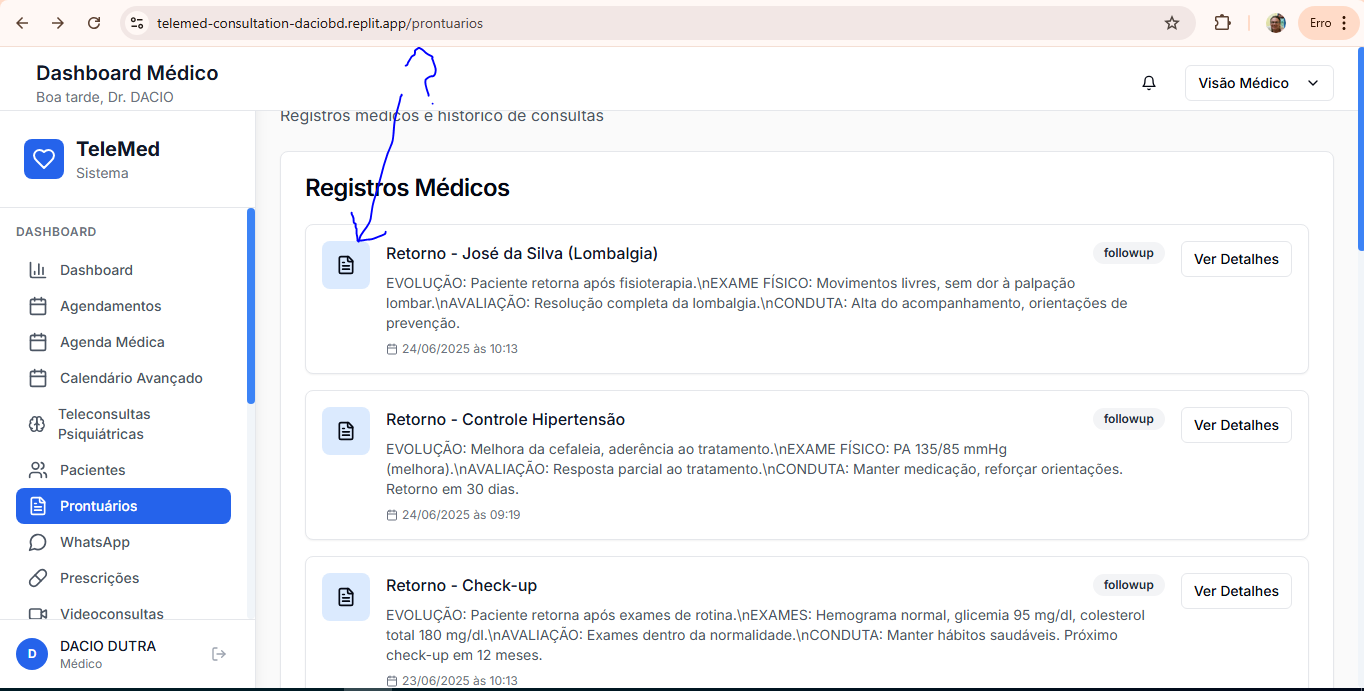 telemed-consultation-daciobd.replit.app/prontuarios
Erro
Dashboard Médico
Boa tarde, Dr. DACIO
Visão Médico
TeleMed
Sistema
DASHBOARD
Dashboard
Agendamentos
Agenda Médica
Calendário Avançado
Teleconsultas
Psiquiátricas
Pacientes
Prontuários
WhatsApp
Prescrições
Videoconsultas
D
DACIO DUTRA
Médico
?
Registros médicos e histórico de consultas
Registros Médicos
Retorno - José da Silva (Lombalgia)
followup
Ver Detalhes
EVOLUÇÃO: Paciente retorna após fisioterapia.\nEXAME FÍSICO: Movimentos livres, sem dor à palpação
lombar.\nAVALIAÇÃO: Resolução completa da lombalgia.\nCONDUTA: Alta do acompanhamento, orientações de
prevenção.
24/06/2025 às 10:13
Retorno - Controle Hipertensão
followup
Ver Detalhes
EVOLUÇÃO: Melhora da cefaleia, aderência ao tratamento.\nEXAME FÍSICO: PA 135/85 mmHg
(melhora).\nAVALIAÇÃO: Resposta parcial ao tratamento.\nCONDUTA: Manter medicação, reforçar orientações.
Retorno em 30 dias.
24/06/2025 às 09:19
Retorno - Check-up
followup
Ver Detalhes
EVOLUÇÃO: Paciente retorna após exames de rotina.\nEXAMES: Hemograma normal, glicemia 95 mg/dl, colesterol
total 180 mg/dl.\nAVALIAÇÃO: Exames dentro da normalidade.\nCONDUTA: Manter hábitos saudáveis. Próximo
check-up em 12 meses.
23/06/2025 às 10:13